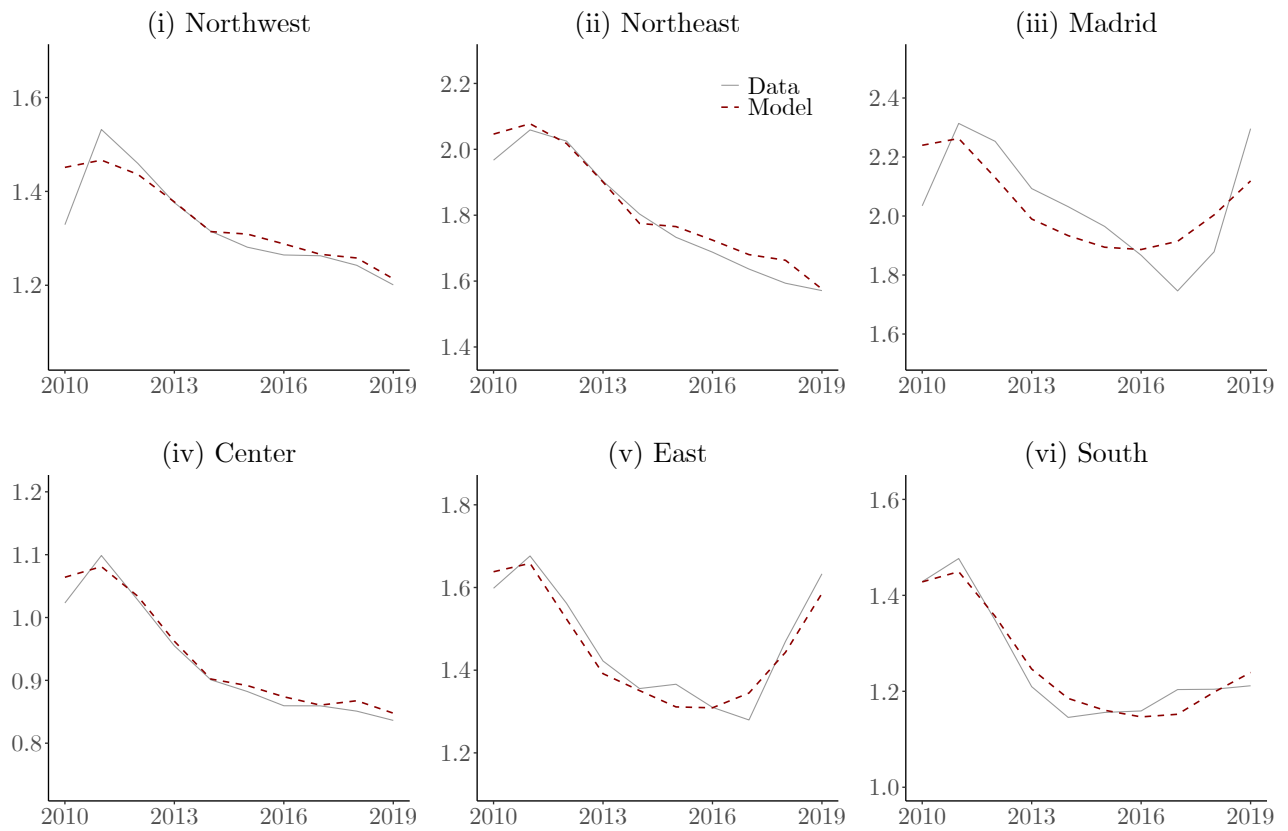 (i) Northwest
1.6
1.4
1.2
2010 2013 2016 2019
(ii) Northeast
2.2
2.0
1.8
1.6
1.4
2010 2013 2016 2019
Data
Model
(iii) Madrid
2.4
2.2
2.0
1.8
1.6
2010 2013 2016 2019
(iv) Center
1.2
1.1
1.0
0.9
0.8
2010 2013 2016 2019
(v) East
1.8
1.6
1.4
1.2
2010 2013 2016 2019
(vi) South
1.6
1.4
1.2
1.0
2010 2013 2016 2019